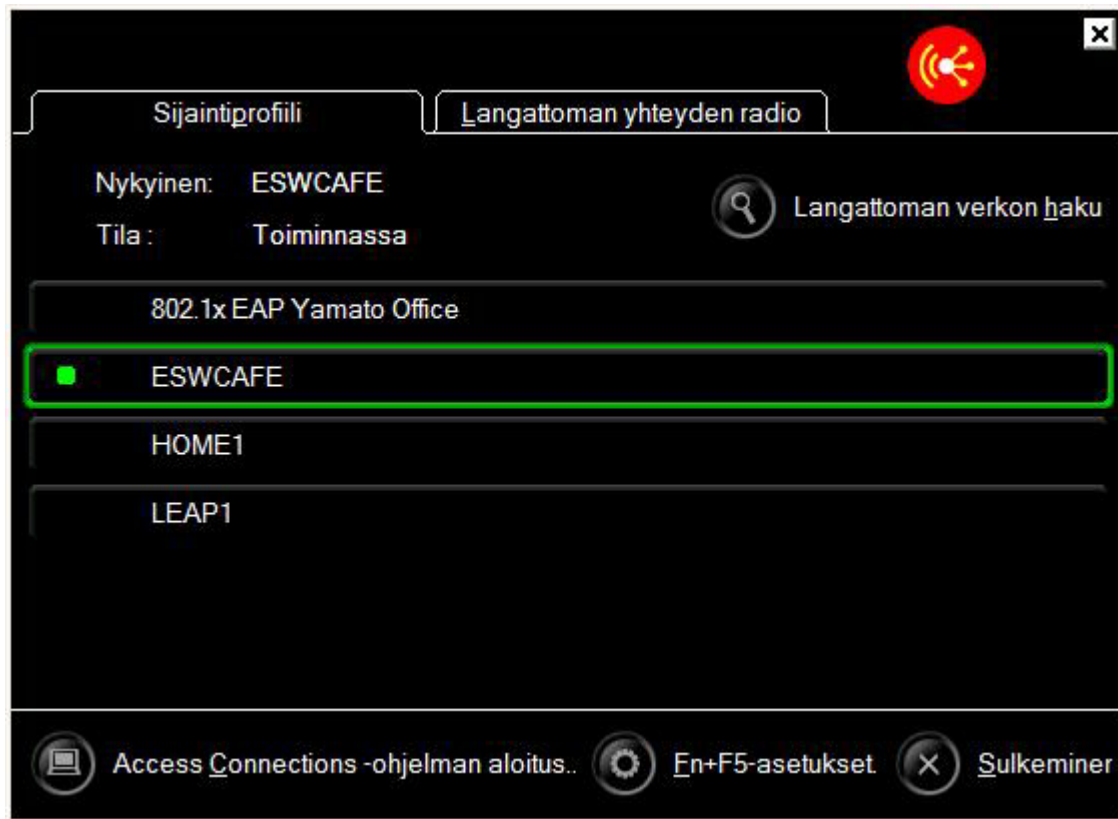 Sijaintiprofiili
Langattoman yhteyden radio
Nykyinen: ESWCAFE
Langattoman verkon haku
Tila : Toiminnassa
802.1x EAP Yamato Office
ESWCAFE
HOME1
LEAP1
Access Connections -ohjelman aloitus.. Fn+F5-asetukset Sulkeminer